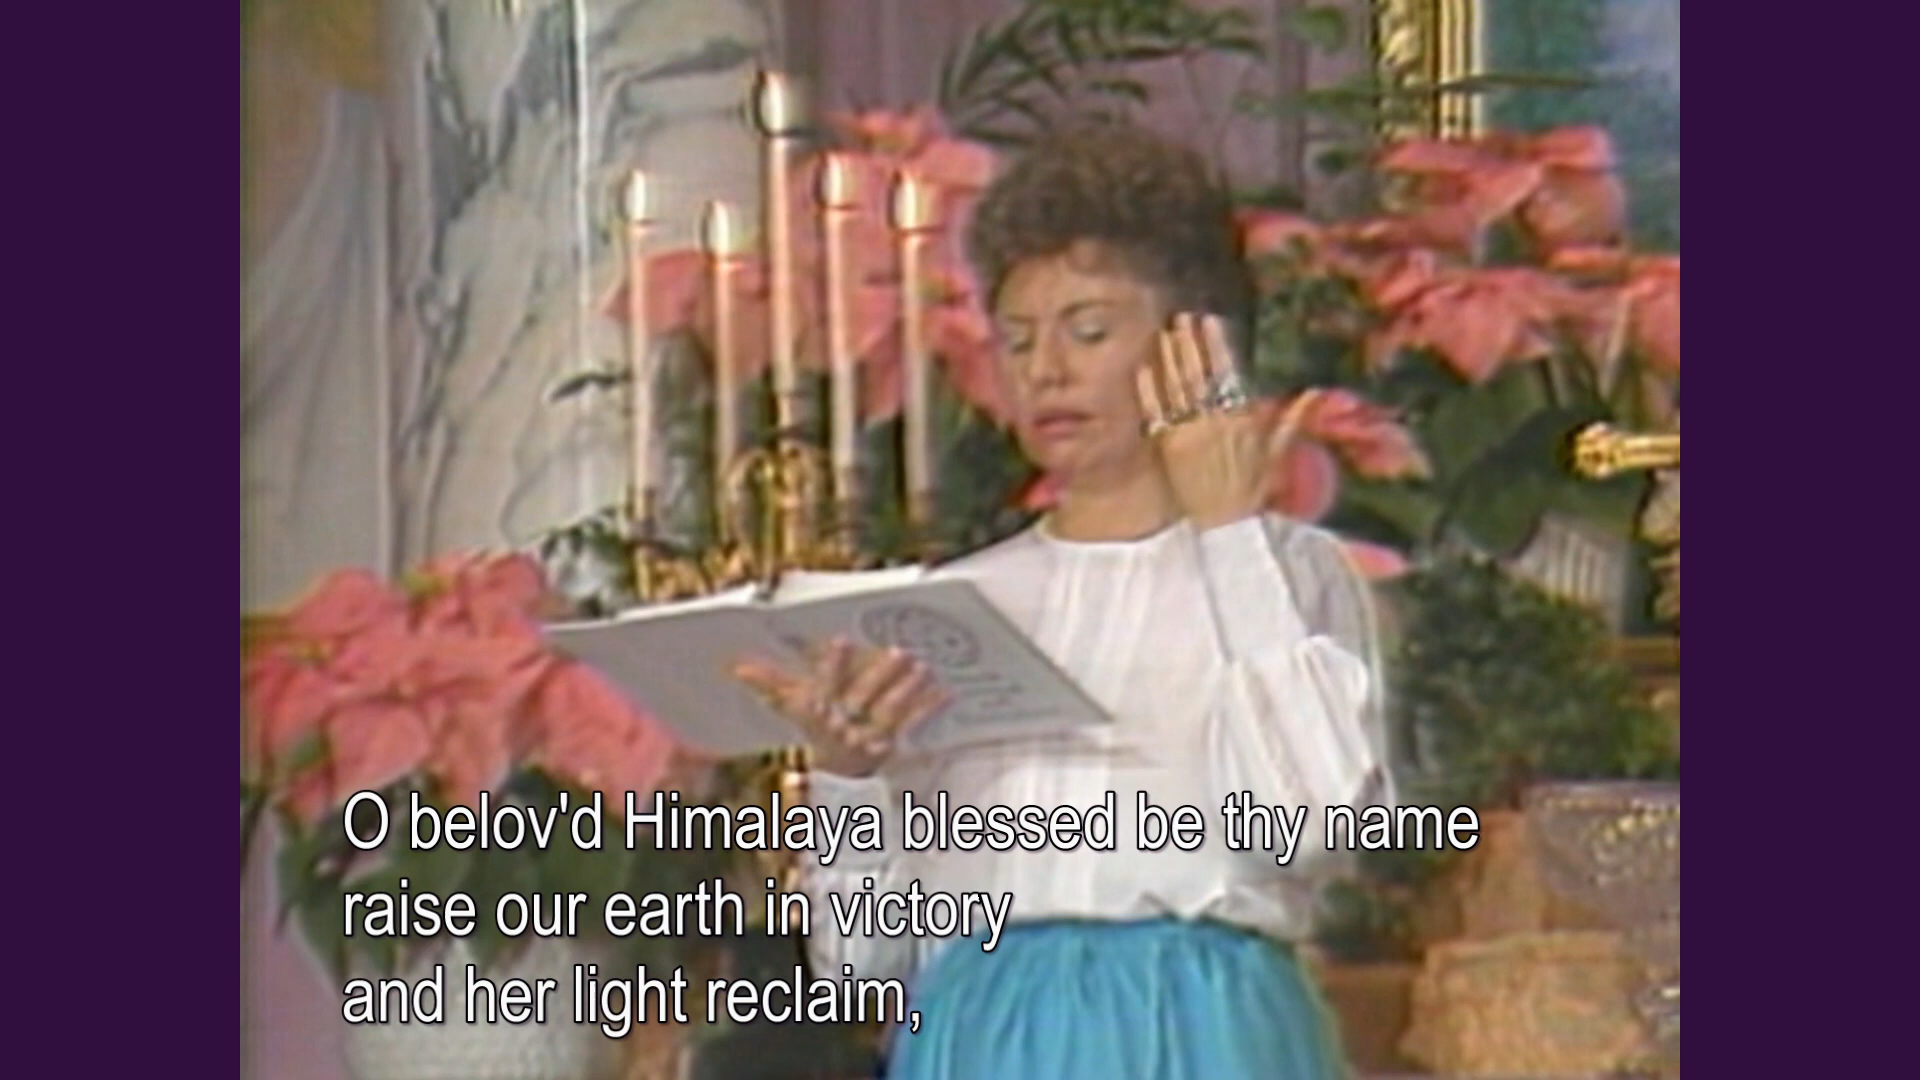 O belov'd Himalaya blessed be thy name
raise our earth in victory
and her light reclaim,